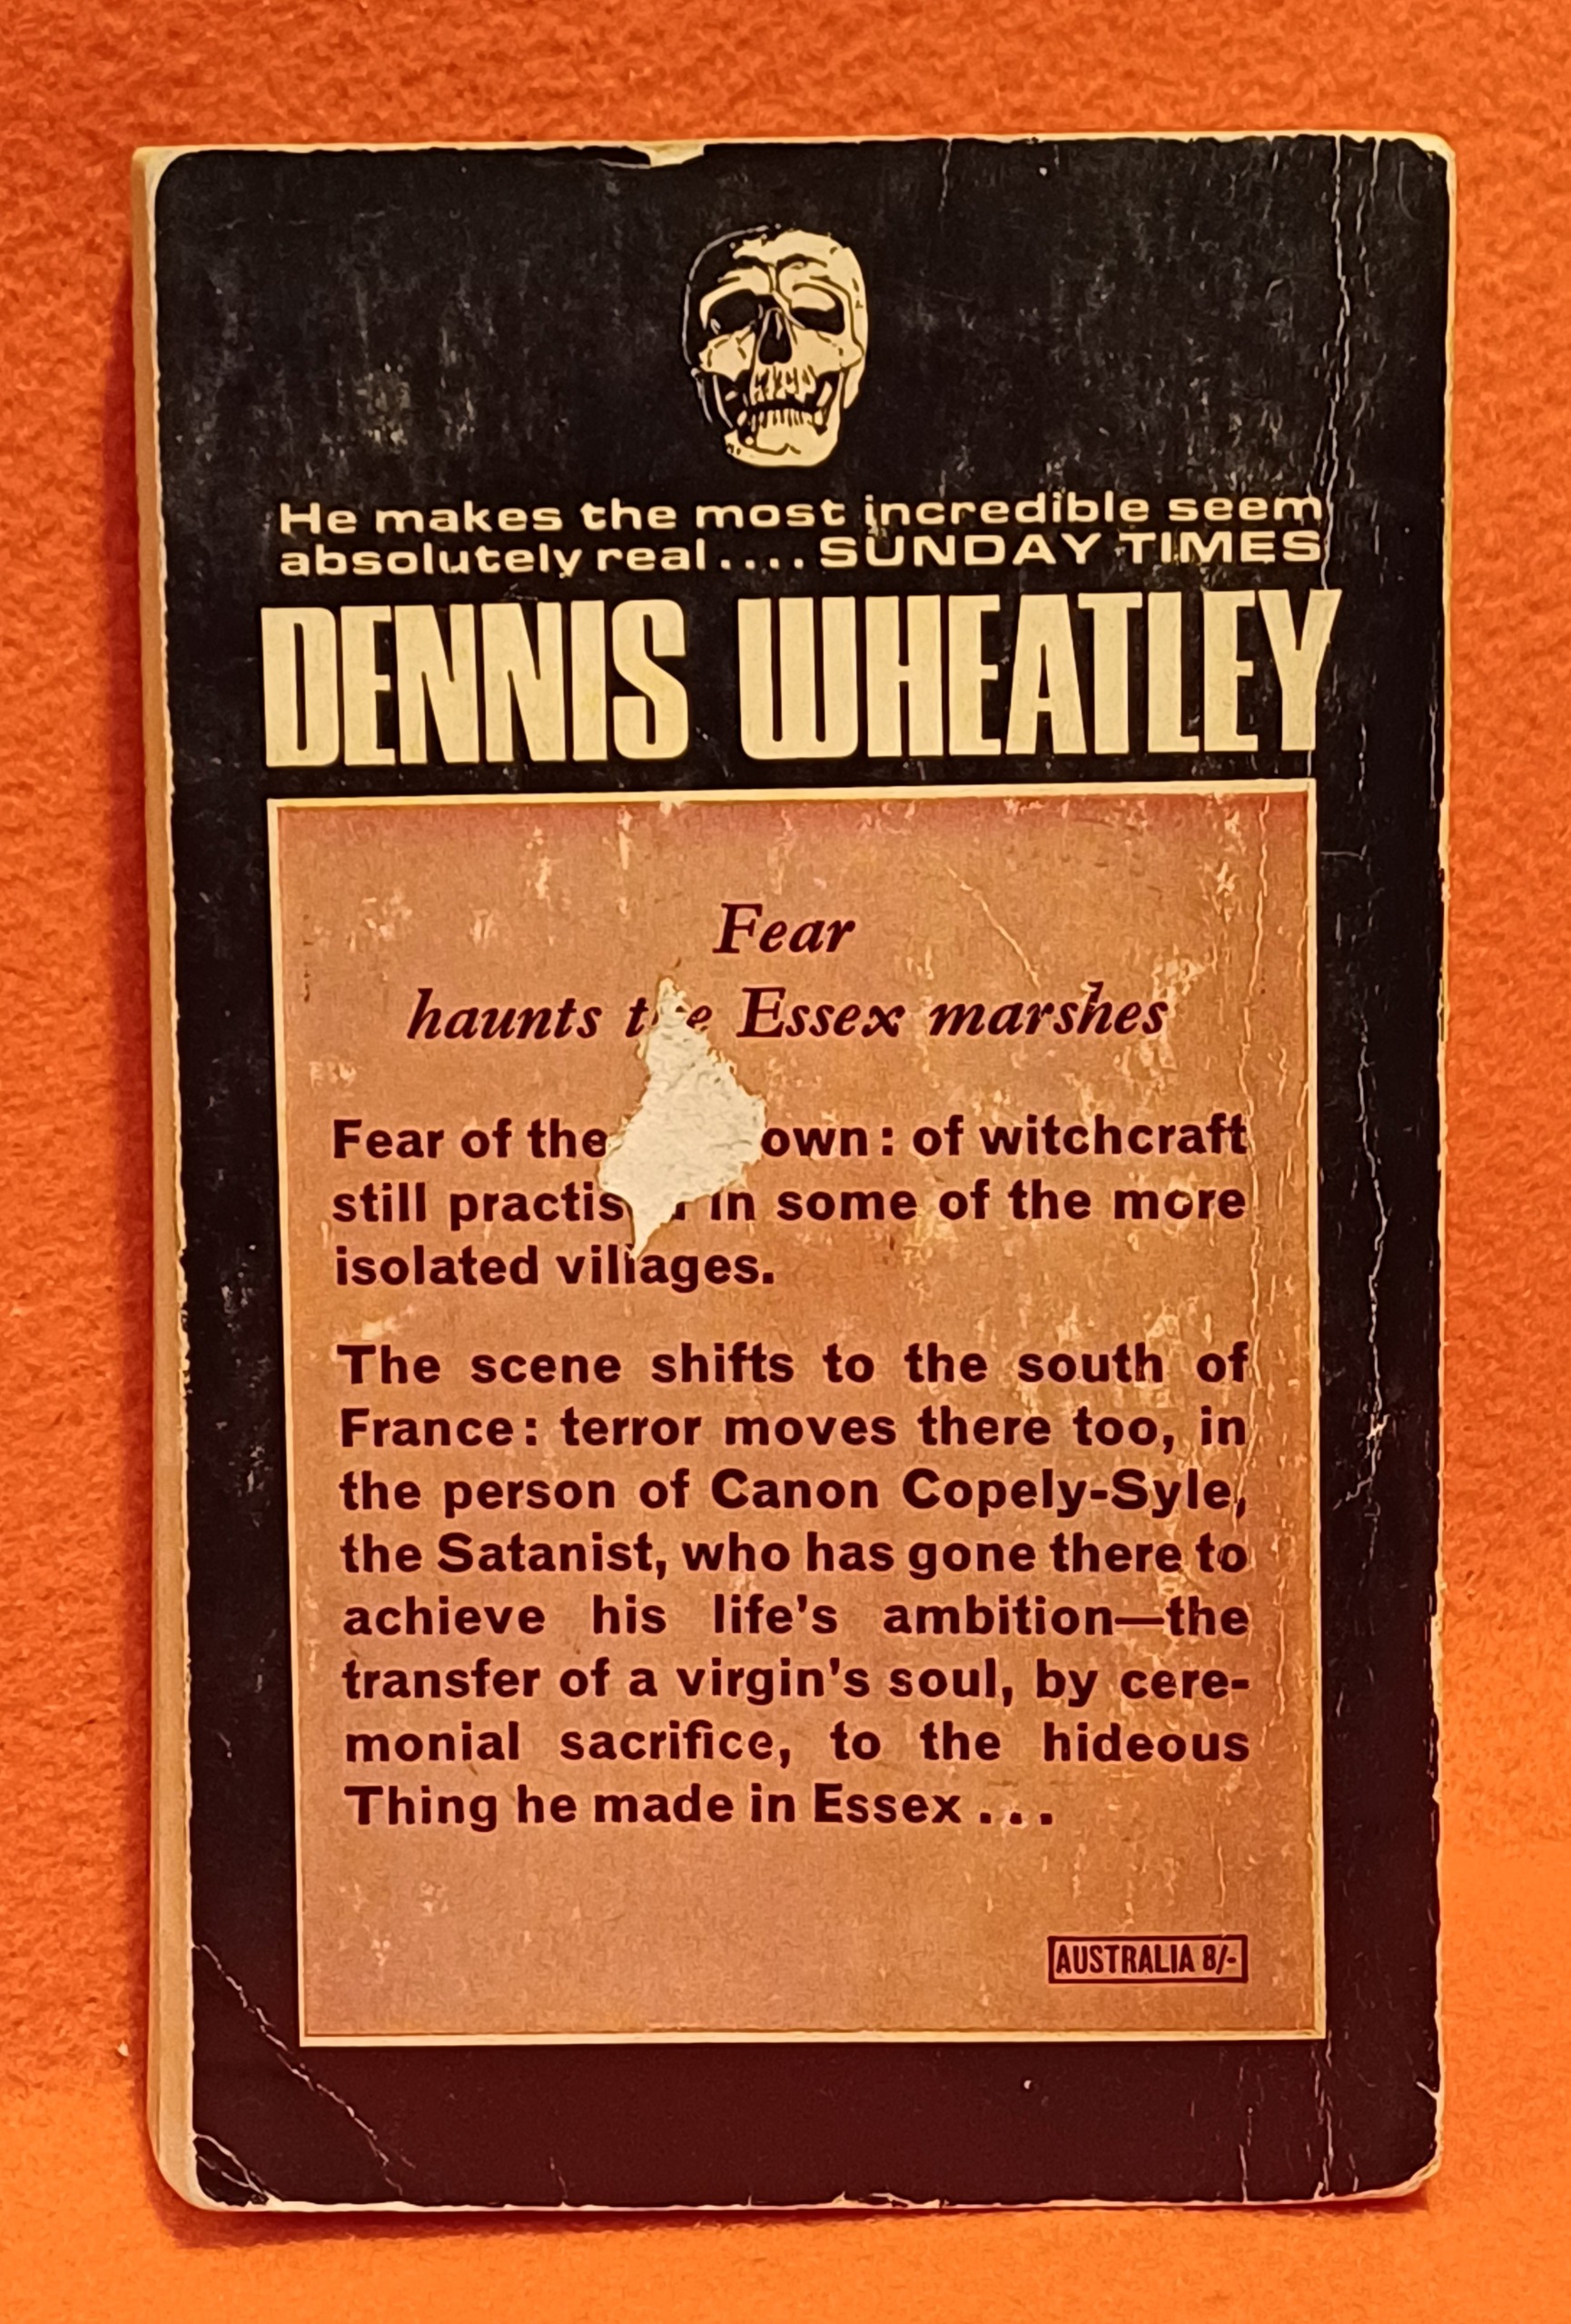 He makes the most incredible seem
absolutely real.... SUNDAY TIMES
DENNIS WHEATLEY
Fear
haunts the Essex marshes
Fear of the own: of witchcraft
still practis in some of the more
isolated villages.
The scene shifts to the south of
France: terror moves there too, in
the person of Canon Copely-Syle,
the Satanist, who has gone there to
achieve his life's ambition—the
transfer of a virgin's soul, by cere-
monial sacrifice, to the hideous
Thing he made in Essex...
AUSTRALIA 8/-